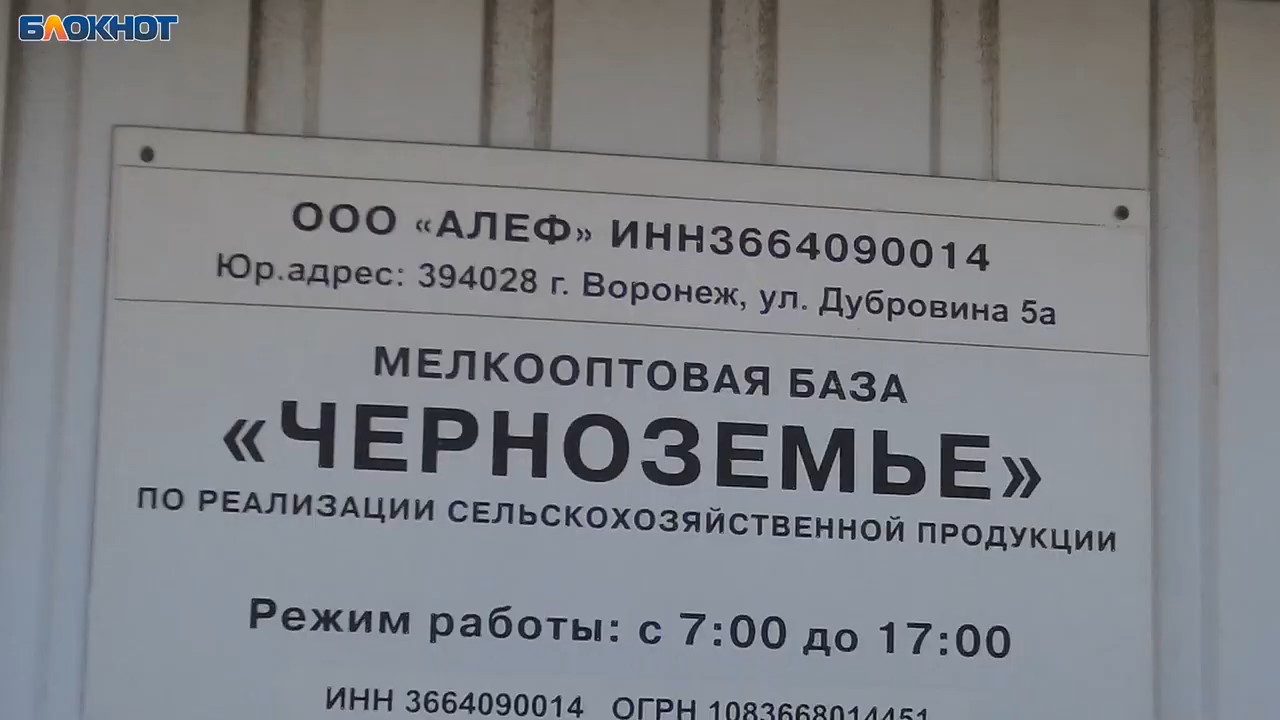 БЛОКНОТ
ООО «АЛЕФ» ИНН3664090014
Юр.адрес: 394028 г. Воронеж, ул. Дубровина 5а
МЕЛКООПТОВАЯ БАЗА
«ЧЕРНОЗЕМЬЕ»
ПО РЕАЛИЗАЦИИ СЕЛЬСКОХОЗЯЙСТВЕННОЙ ПРОДУКЦИИ
Режим работы: с 7:00 до 17:00
ИНН 3664090014 ОГРН 1083668014451